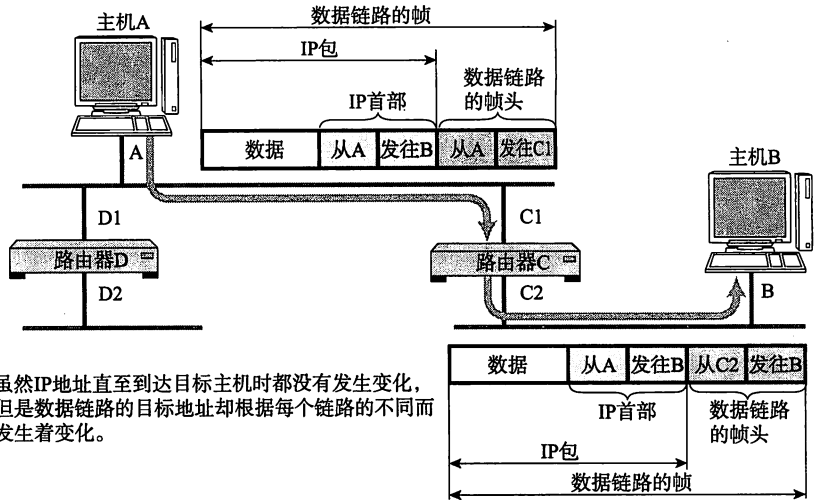 主机A
数据链路的帧
IP包
IP首部
数据链路
的帧头
数据
从A
发往B
从A
发往C1
A
主机B
D1
C1
路由器D
路由器C
D2
C2
B
数据
从A
发往B
从C2
发往B
IP首部
数据链路
的帧头
IP包
数据链路的帧
虽然IP地址直至到达目标主机时都没有发生变化，
但是数据链路的目标地址却根据每个链路的不同而
发生着变化。